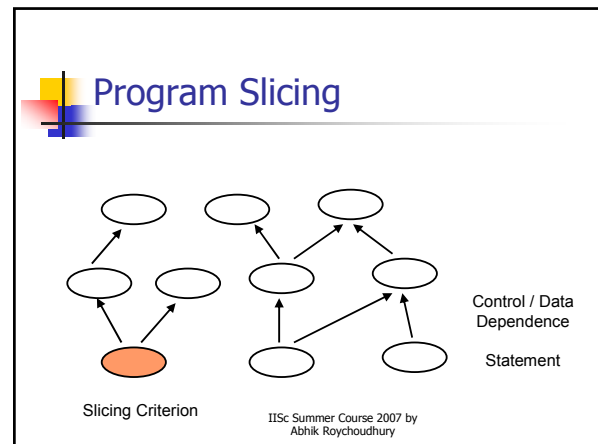 Program Slicing
Control / Data
Dependence
Statement
Slicing Criterion
IISc Summer Course 2007 by
Abhik Roychoudhury